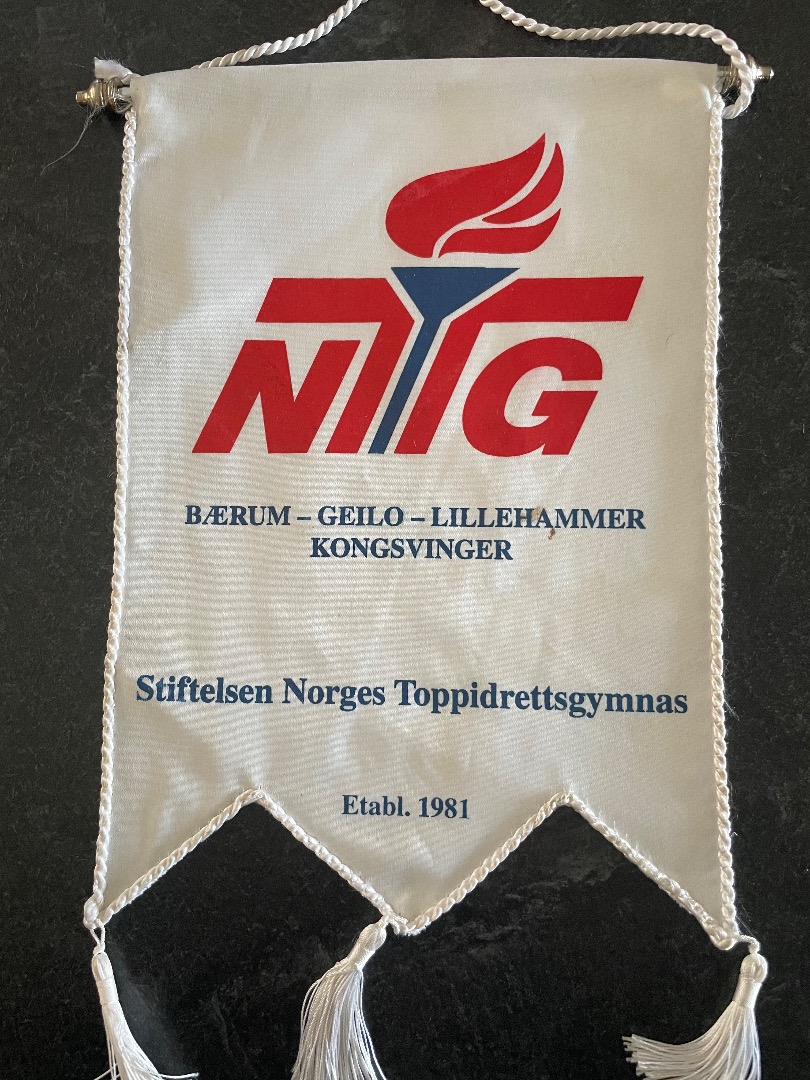 NTG
BÆRUM – GEILO – LILLEHAMMER
KONGSVINGER
Stiftelsen Norges Toppidrettsgymnas
Etabl. 1981